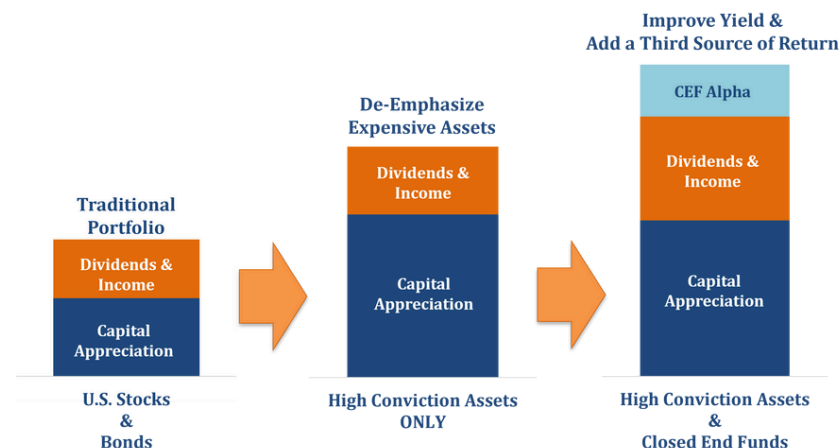 Traditional
Portfolio
Dividends &
Income
Capital
Appreciation
U.S. Stocks
&
Bonds
De-Emphasize
Expensive Assets
Dividends &
Income
Capital
Appreciation
High Conviction Assets
ONLY
Improve Yield &
Add a Third Source of Return
CEF Alpha
Dividends &
Income
Capital
Appreciation
High Conviction Assets
&
Closed End Funds